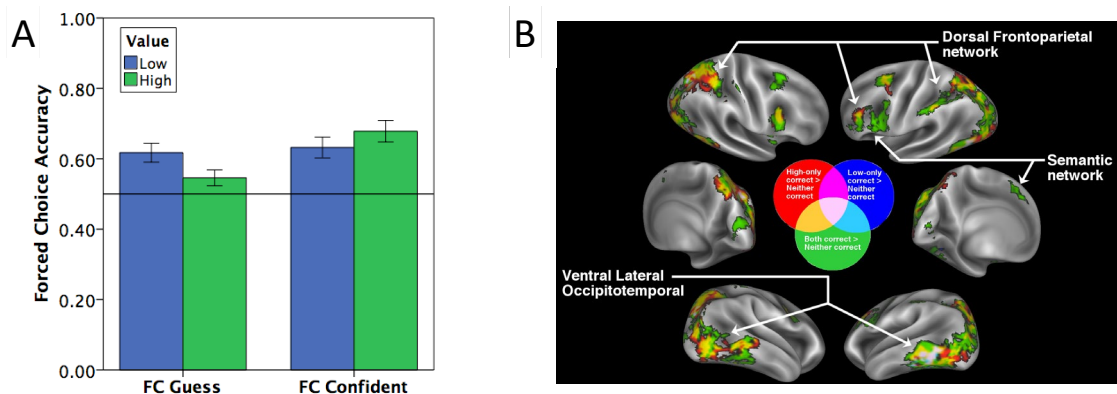 A
Forced Choice Accuracy
1.00
0.80
0.60
0.40
0.20
0.00
Value
Low
High
FC Guess
FC Confident
B
Dorsal Frontoparietal
network
Semantic
network
High-only
correct >
Neither
correct
Low-only
correct >
Neither
correct
Both correct >
Neither correct
Ventral Lateral
Occipitotemporal